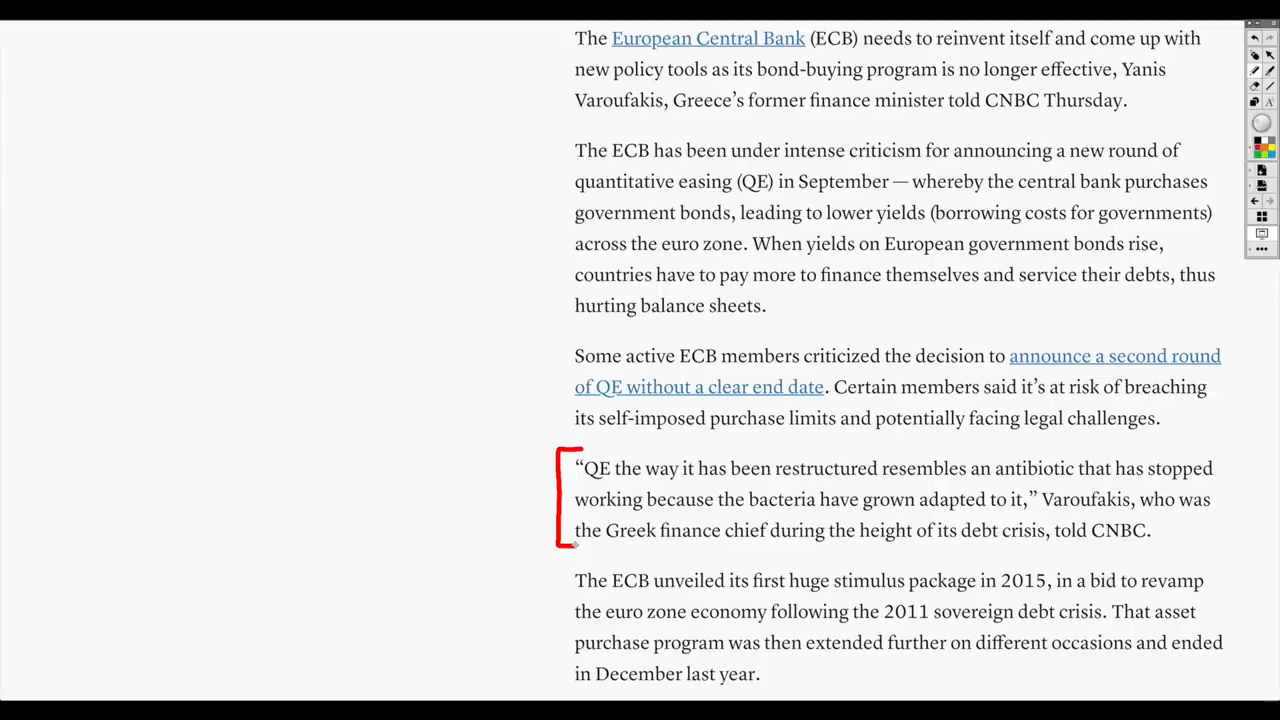 The European Central Bank (ECB) needs to reinvent itself and come up with
new policy tools as its bond-buying program is no longer effective, Yanis
Varoufakis, Greece’s former finance minister told CNBC Thursday.
The ECB has been under intense criticism for announcing a new round of
quantitative easing (QE) in September — whereby the central bank purchases
government bonds, leading to lower yields (borrowing costs for governments)
across the euro zone. When yields on European government bonds rise,
countries have to pay more to finance themselves and service their debts, thus
hurting balance sheets.
Some active ECB members criticized the decision to announce a second round
of QE without a clear end date. Certain members said it’s at risk of breaching
its self-imposed purchase limits and potentially facing legal challenges.
“QE the way it has been restructured resembles an antibiotic that has stopped
working because the bacteria have grown adapted to it,” Varoufakis, who was
the Greek finance chief during the height of its debt crisis, told CNBC.
The ECB unveiled its first huge stimulus package in 2015, in a bid to revamp
the euro zone economy following the 2011 sovereign debt crisis. That asset
purchase program was then extended further on different occasions and ended
in December last year.